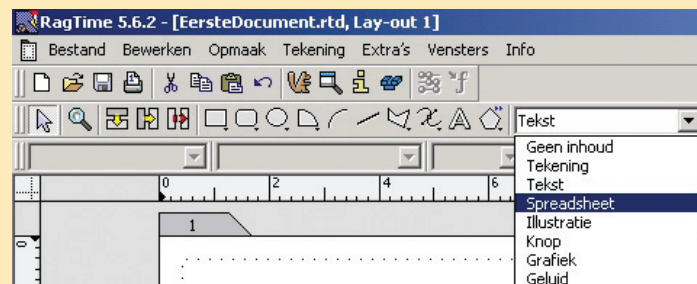 RagTime 5.6.2 - [EersteDocument.rtd, Lay-out 1]
Bestand Bewerken Opmaak Tekening Extra's Vensters Info
Tekst
Geen inhoud
Tekening
Tekst
Spreadsheet
Illustratie
Knop
Grafiek
Geluid
0 2 4 6
1
0